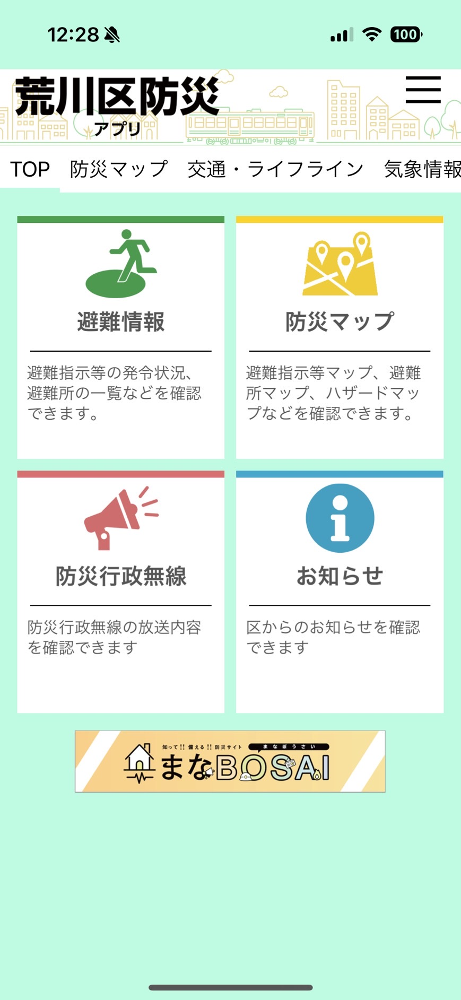 12:28
100
荒川区防災
アプリ
TOP 防災マップ 交通・ライフライン 気象情報
避難情報
避難指示等の発令状況、
避難所の一覧などを確認
できます。
防災マップ
避難指示等マップ、避難
所マップ、ハザードマッ
プなどを確認できます。
防災行政無線
防災行政無線の放送内容
を確認できます
お知らせ
区からのお知らせを確認
できます
知って!! 備える!! 防災サイト
まなぼうさい
まなBOSAI